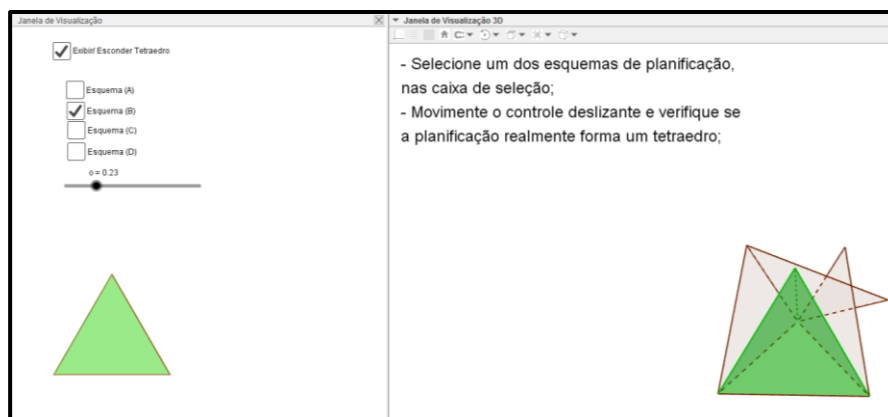 Janela de Visualização
Exibir/ Esconder Tetraedro
Esquema (A)
Esquema (B)
Esquema (C)
Esquema (D)
o = 0.23
Janela de Visualização 3D
- Selecione um dos esquemas de planificação,
nas caixa de seleção;
- Movimente o controle deslizante e verifique se
a planificação realmente forma um tetraedro;